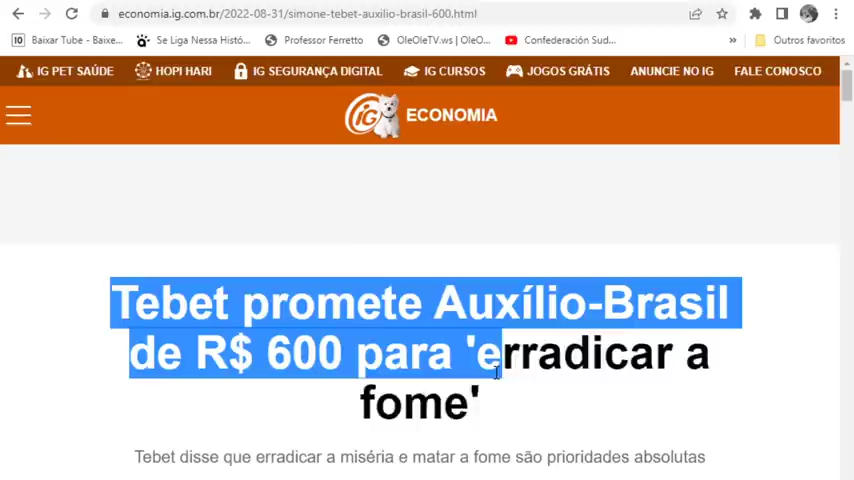 economia.ig.com.br/2022-08-31/simone-tebet-auxilio-brasil-600.html
Baixar Tube - Baixe... Se Liga Nessa Histó... Professor Ferretto OleOleTV.ws | OleO... Confederación Sud... » Outros favoritos
IG PET SAÚDE HOPI HARI IG SEGURANÇA DIGITAL IG CURSOS JOGOS GRÁTIS ANUNCIE NO IG FALE CONOSCO
iG ECONOMIA
Tebet promete Auxílio-Brasil
de R$ 600 para 'erradicar a
fome'
Tebet disse que erradicar a miséria e matar a fome são prioridades absolutas